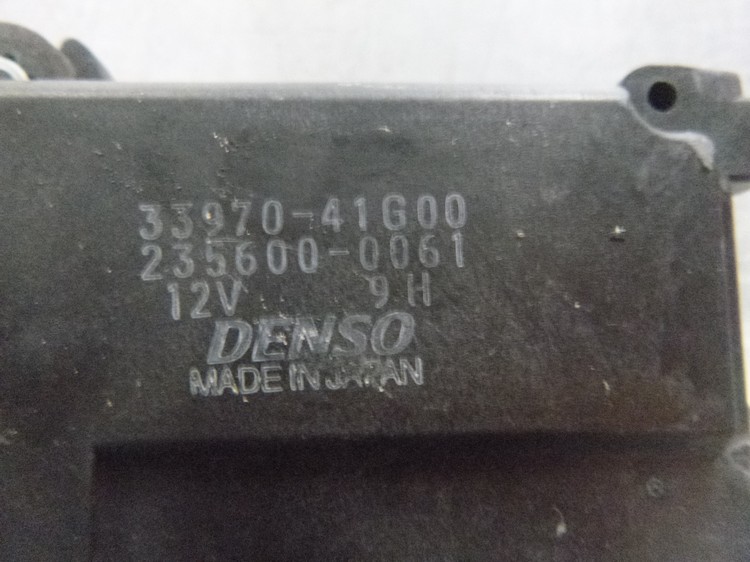 33970-41G00
235600-0061
12V 9H
DENSO
MADE IN JAPAN